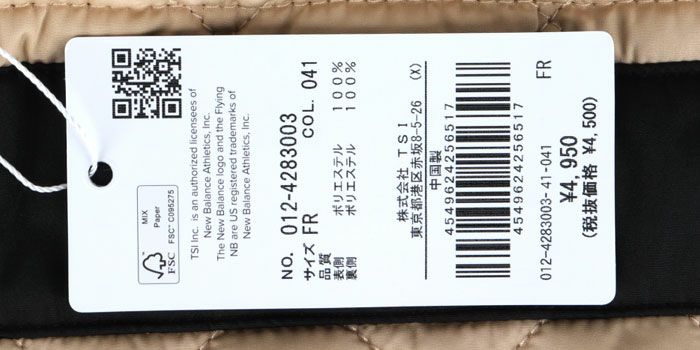 TSI Inc. is an authorized licensees of
New Balance Athletics, Inc.
The New Balance logo and the Flying
NB are US registered trademarks of
New Balance Athletics, Inc.
MIX
Paper
FSC™ C095275
FSC
NO. 012-4283003
サイズ FR COL. 041
品質
表側 ポリエステル 100%
裏側 ポリエステル 100%
株式会社 TSI
東京都港区赤坂8-5-26 (X)
中国製
4549624256517
4549624256517
012-4283003-41-041 FR
¥4,950
(税抜価格 ¥4,500)